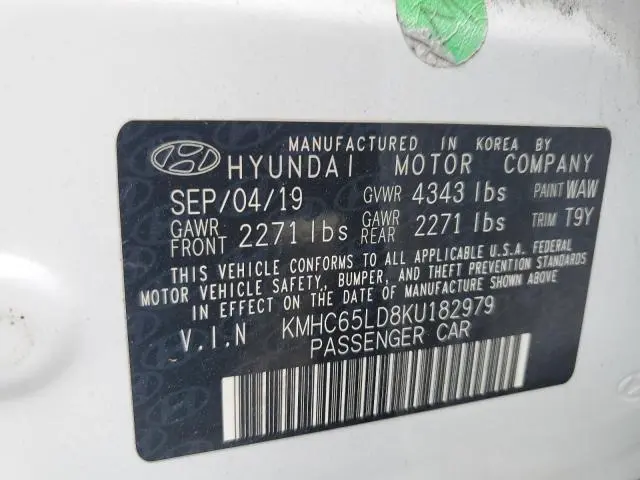 MANUFACTURED IN KOREA BY
HYUNDAI MOTOR COMPANY
SEP/04/19 GVWR 4343 lbs PAINT WAW
GAWR FRONT 2271 lbs GAWR REAR 2271 lbs TRIM T9Y
THIS VEHICLE CONFORMS TO ALL APPLICABLE U.S.A. FEDERAL
MOTOR VEHICLE SAFETY, BUMPER, AND THEFT PREVENTION STANDARDS
IN EFFECT ON THE DATE OF MANUFACTURE SHOWN ABOVE.
V.I.N KMHC65LD8KU182979
PASSENGER CAR